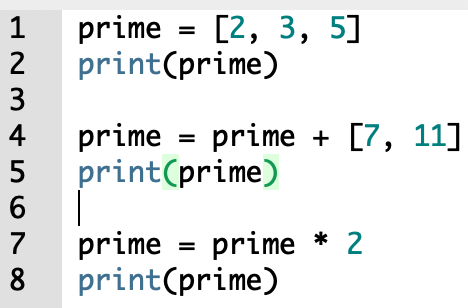 1 prime = [2, 3, 5]
2 print(prime)
3
4 prime = prime + [7, 11]
5 print(prime)
6
7 prime = prime * 2
8 print(prime)